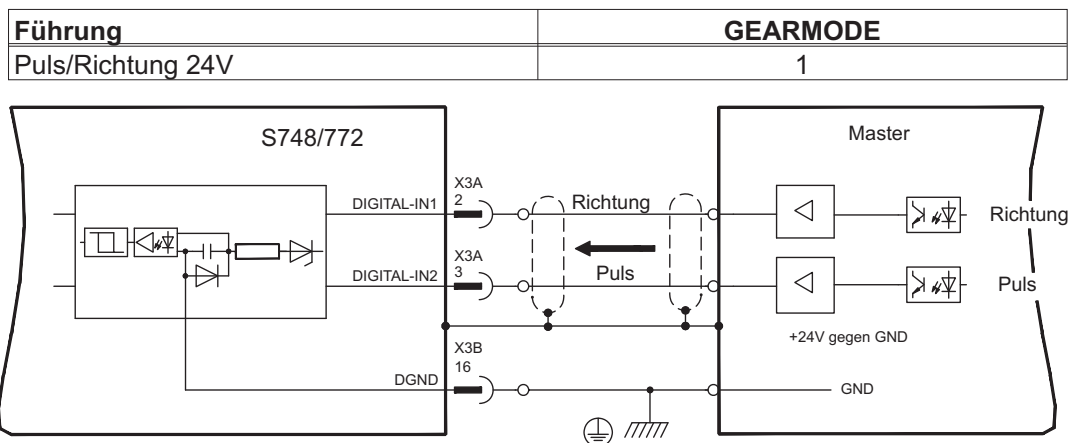 Führung GEARMODE
Puls/Richtung 24V 1
S748/772 Master
X3A
DIGITAL-IN1 2 Richtung Richtung
X3A
DIGITAL-IN2 3 Puls Puls
+24V gegen GND
X3B
16
DGND GND